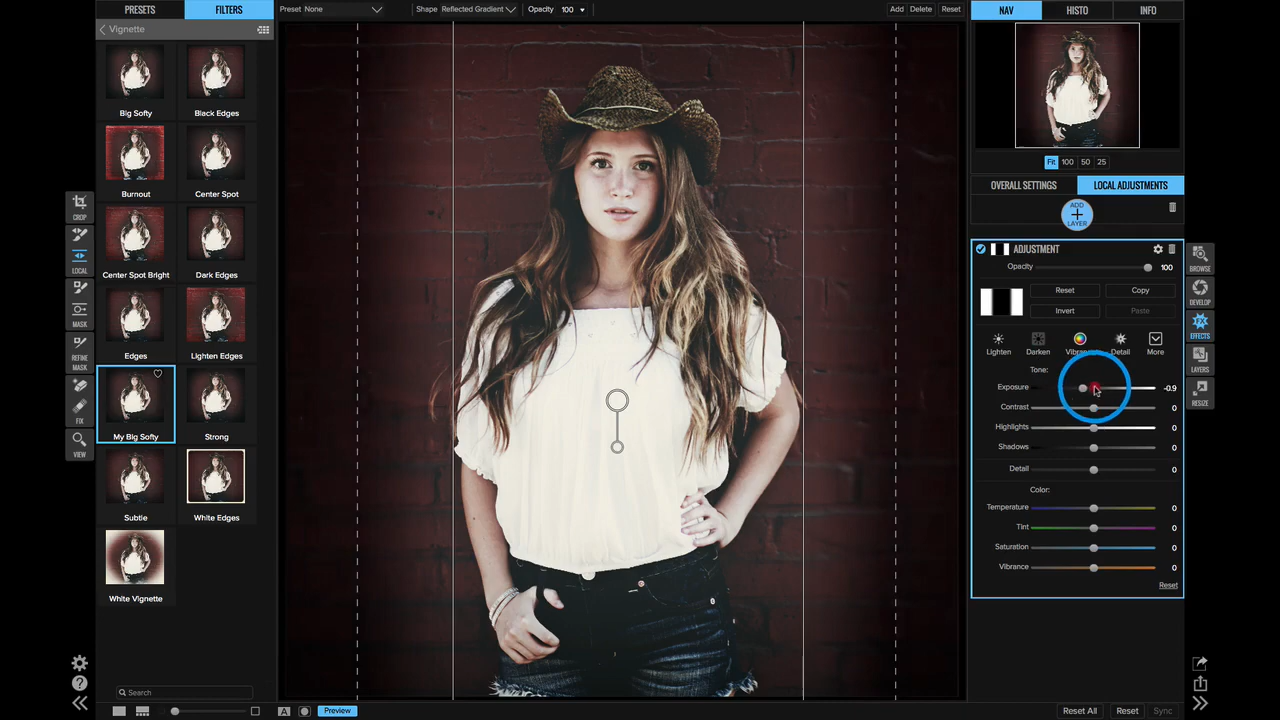 PRESETS
FILTERS
Preset None
Shape Reflected Gradient
Opacity 100
Add
Delete
Reset
NAV
HISTO
INFO
Vignette
Big Softy
Black Edges
Burnout
Center Spot
Center Spot Bright
Dark Edges
Edges
Lighten Edges
My Big Softy
Strong
Subtle
White Edges
White Vignette
Search
CROP
LOCAL
MASK
REFINE
MASK
FIX
VIEW
Fit
100
50
25
OVERALL SETTINGS
LOCAL ADJUSTMENTS
ADD
LAYER
ADJUSTMENT
Opacity 100
Reset
Copy
Invert
Paste
Lighten
Darken
Detail
More
Tone:
Exposure -0.9
Contrast 0
Highlights 0
Shadows 0
Detail 0
Color:
Temperature 0
Tint 0
Saturation 0
Vibrance 0
Reset
BROWSE
DEVELOP
FX
EFFECTS
LAYERS
RESIZE
A
Preview
Reset All
Reset
Sync